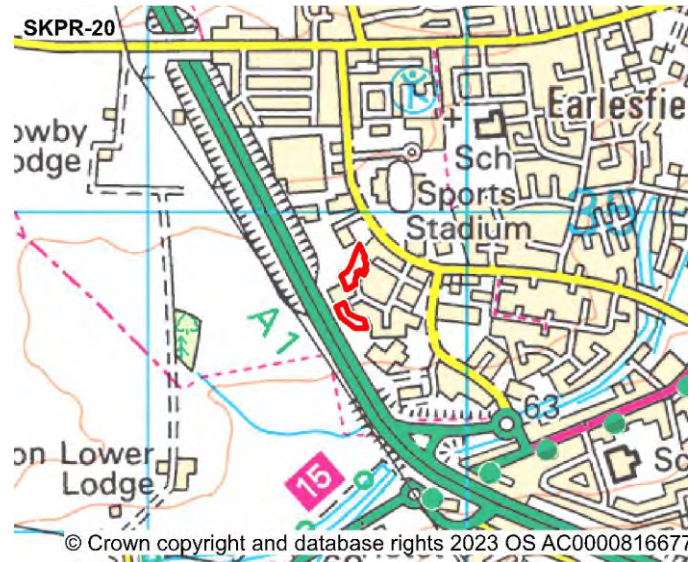 SKPR-20
owby
odge
Earlesfie
Sch
Sports
Stadium
35
A 1
63
on Lower
Lodge
15
Sc
© Crown copyright and database rights 2023 OS AC0000816677